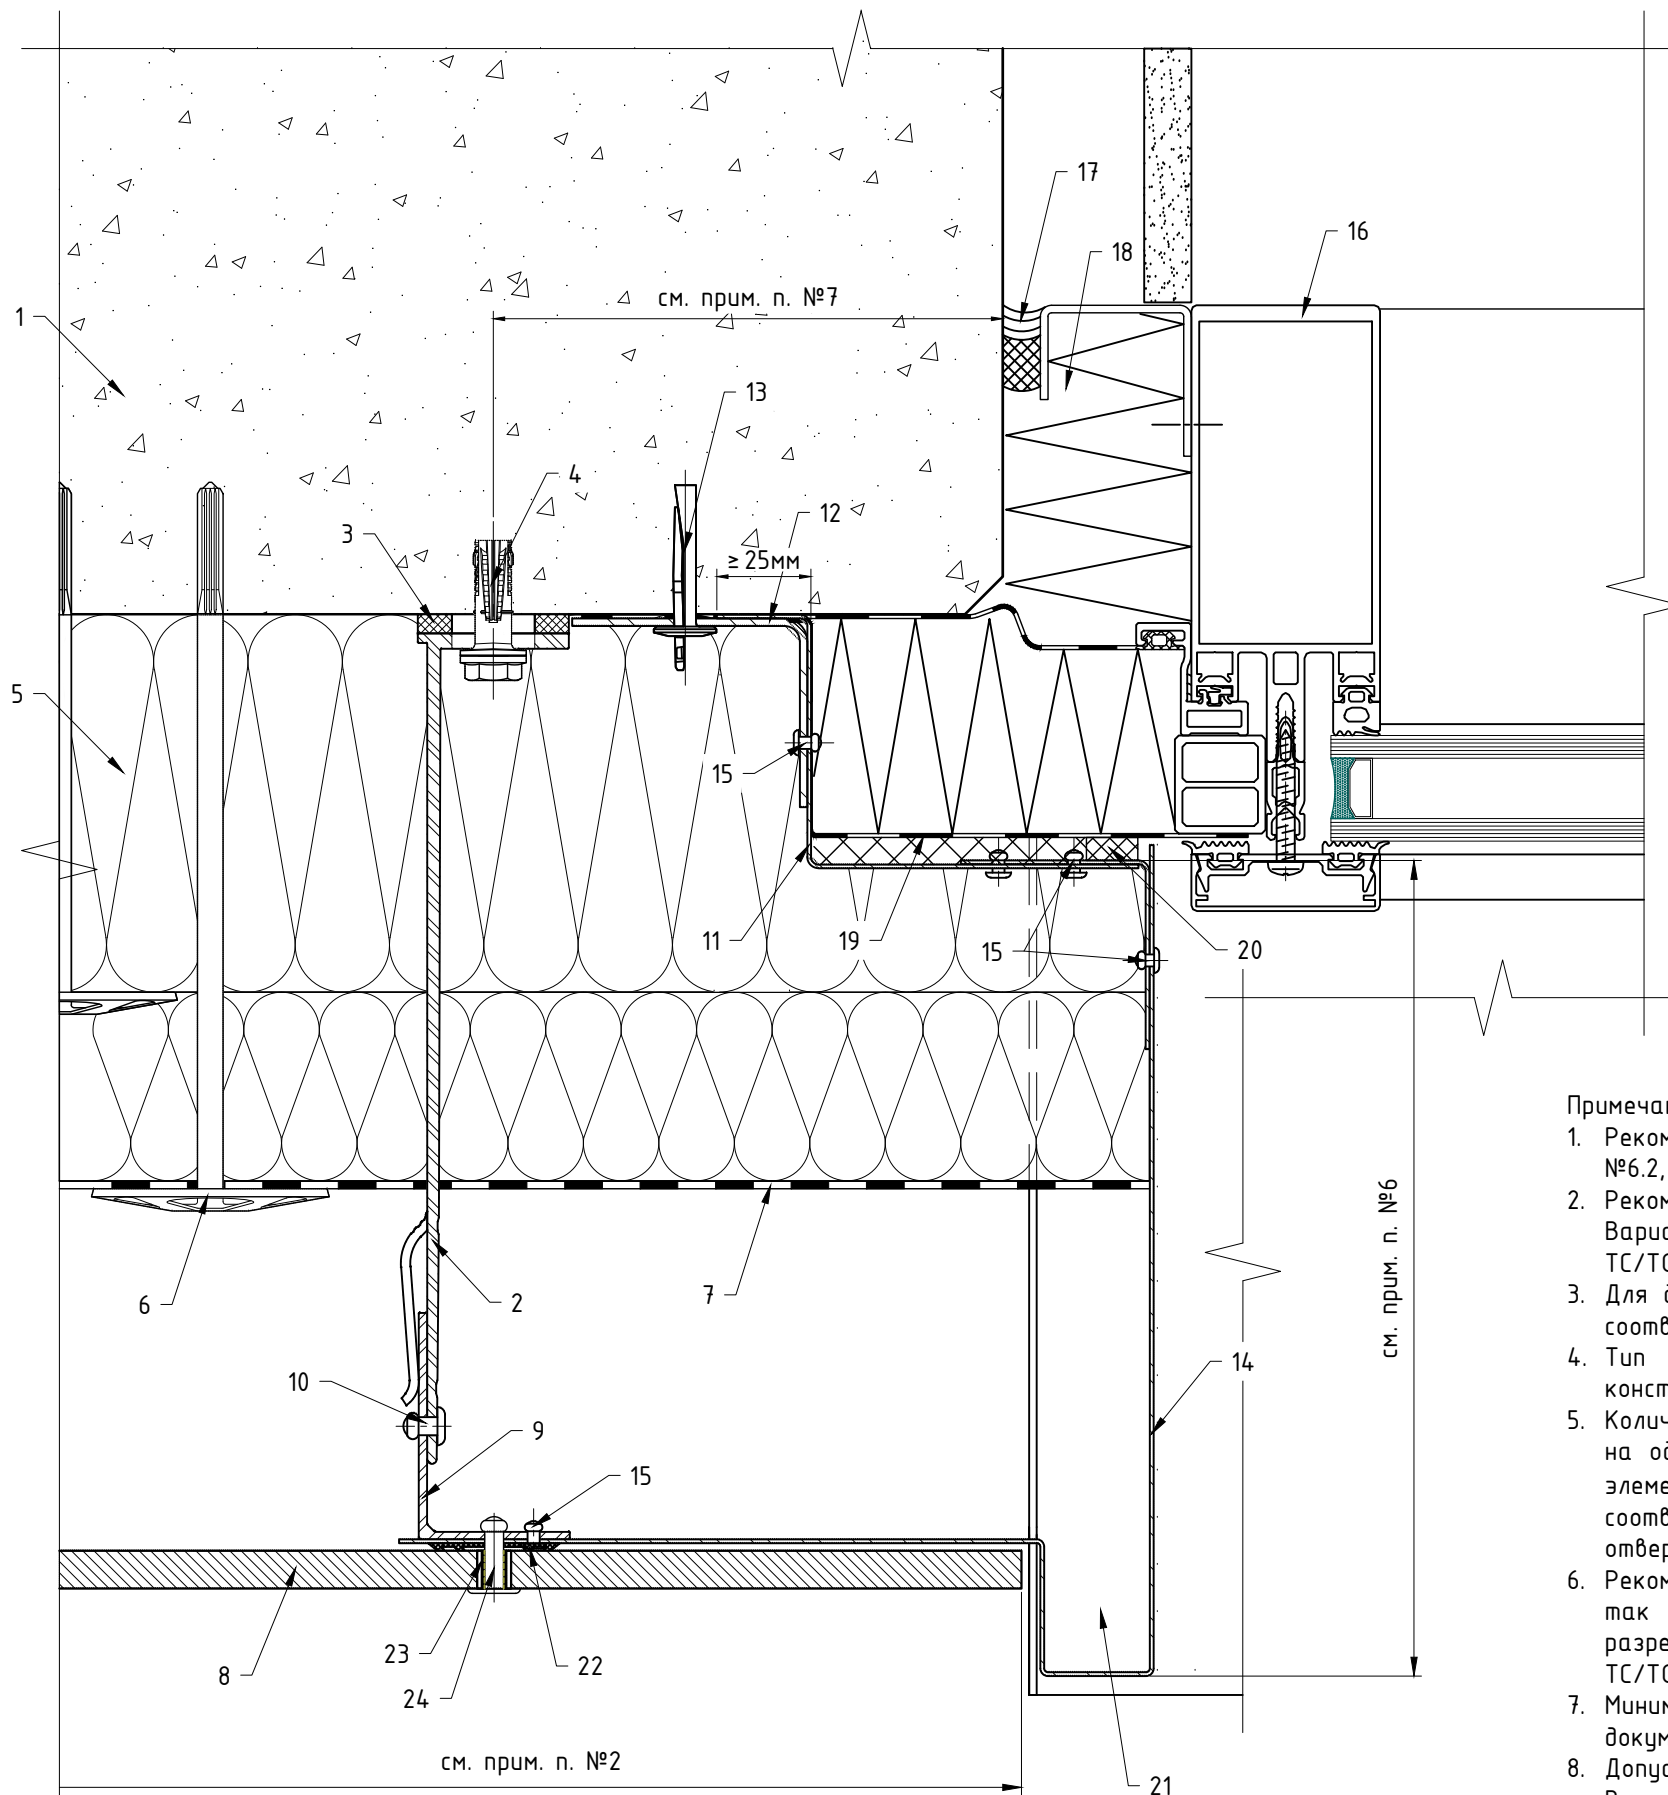 17
16
18
см. прим. п. №7
1
13
4
12
3
≥ 25мм
5
15
11
19
15
20
Примеча
1. Реком
№6.2,
2. Реком
Вариа
ТС/ТС
3. Для
соотв
4. Тип
конст
5. Колич
на од
элеме
соотв
отвер
6. Реком
так
разре
ТС/ТС
7. Миним
докум
8. Допус
см. прим. п. №6
6
2
7
14
10
9
15
8
23
24
22
см. прим. п. №2
21